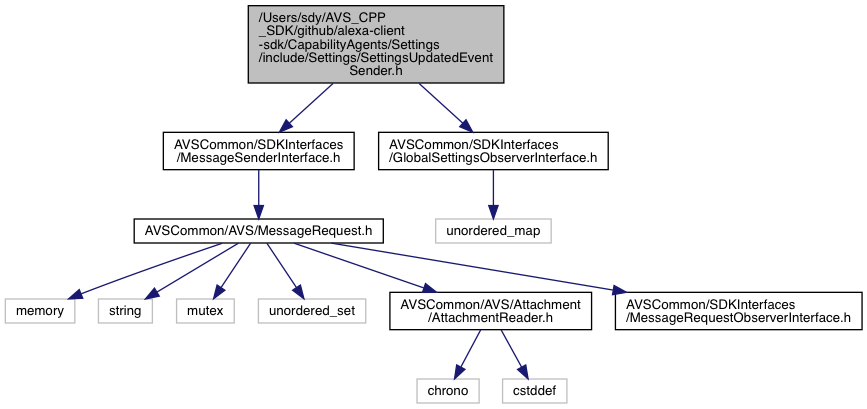 /Users/sdy/AVS_CPP
_SDK/github/alexa-client
-sdk/CapabilityAgents/Settings
/include/Settings/SettingsUpdatedEvent
Sender.h
AVSCommon/SDKInterfaces
/MessageSenderInterface.h
AVSCommon/SDKInterfaces
/GlobalSettingsObserverInterface.h
AVSCommon/AVS/MessageRequest.h
unordered_map
memory
string
mutex
unordered_set
AVSCommon/AVS/Attachment
/AttachmentReader.h
AVSCommon/SDKInterfaces
/MessageRequestObserverInterface.h
chrono
cstddef